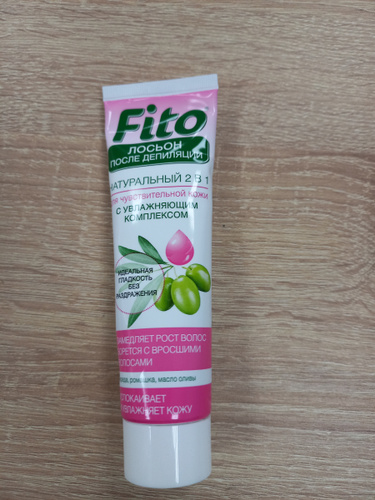 Fito
ЛОСЬОН
ПОСЛЕ ДЕПИЛЯЦИИ
НАТУРАЛЬНЫЙ 2 В 1
для чувствительной кожи
С УВЛАЖНЯЮЩИМ
КОМПЛЕКСОМ
ИДЕАЛЬНАЯ
ГЛАДКОСТЬ
БЕЗ
РАЗДРАЖЕНИЯ
ЗАМЕДЛЯЕТ РОСТ ВОЛОС
БОРЕТСЯ С ВРОСШИМИ
ВОЛОСАМИ
ромашка, масло оливы
УСПОКАИВАЕТ
УВЛАЖНЯЕТ КОЖУ